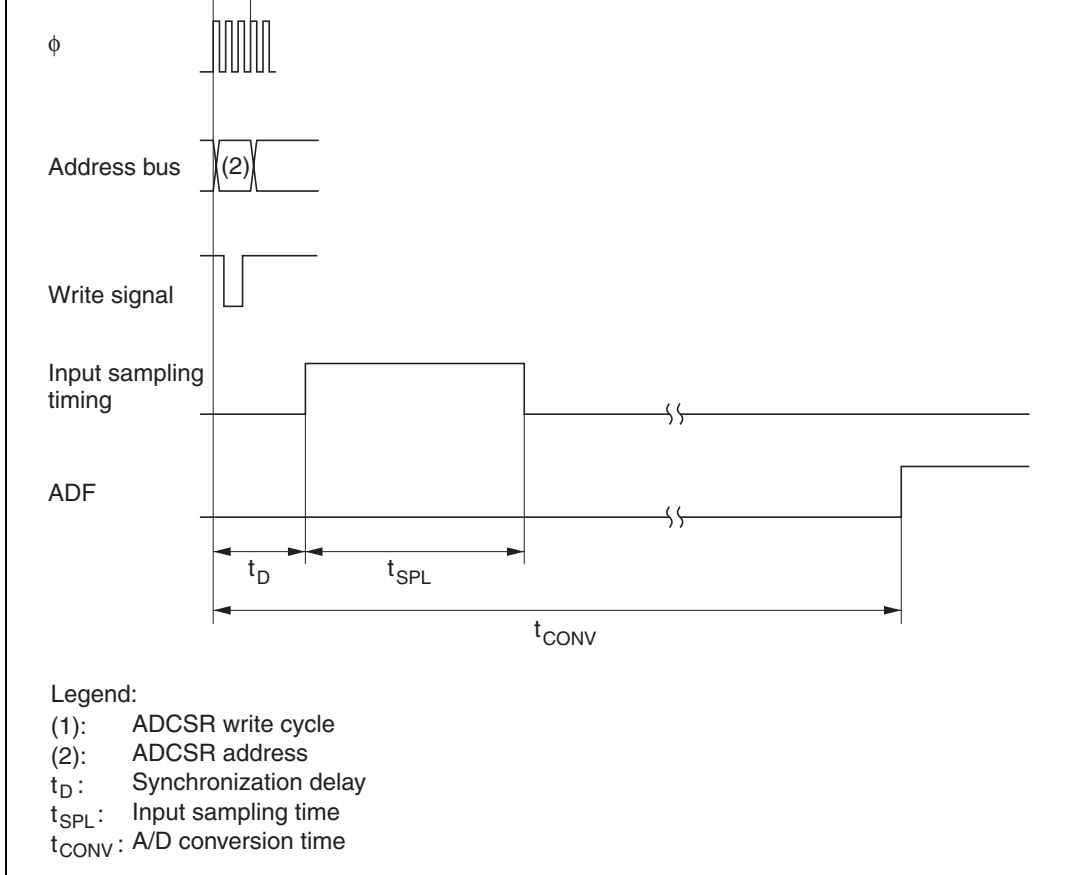 ϕ
Address bus
(2)
Write signal
Input sampling
timing
ADF
tD
tSPL
tCONV
Legend:
(1): ADCSR write cycle
(2): ADCSR address
tD : Synchronization delay
tSPL : Input sampling time
tCONV : A/D conversion time